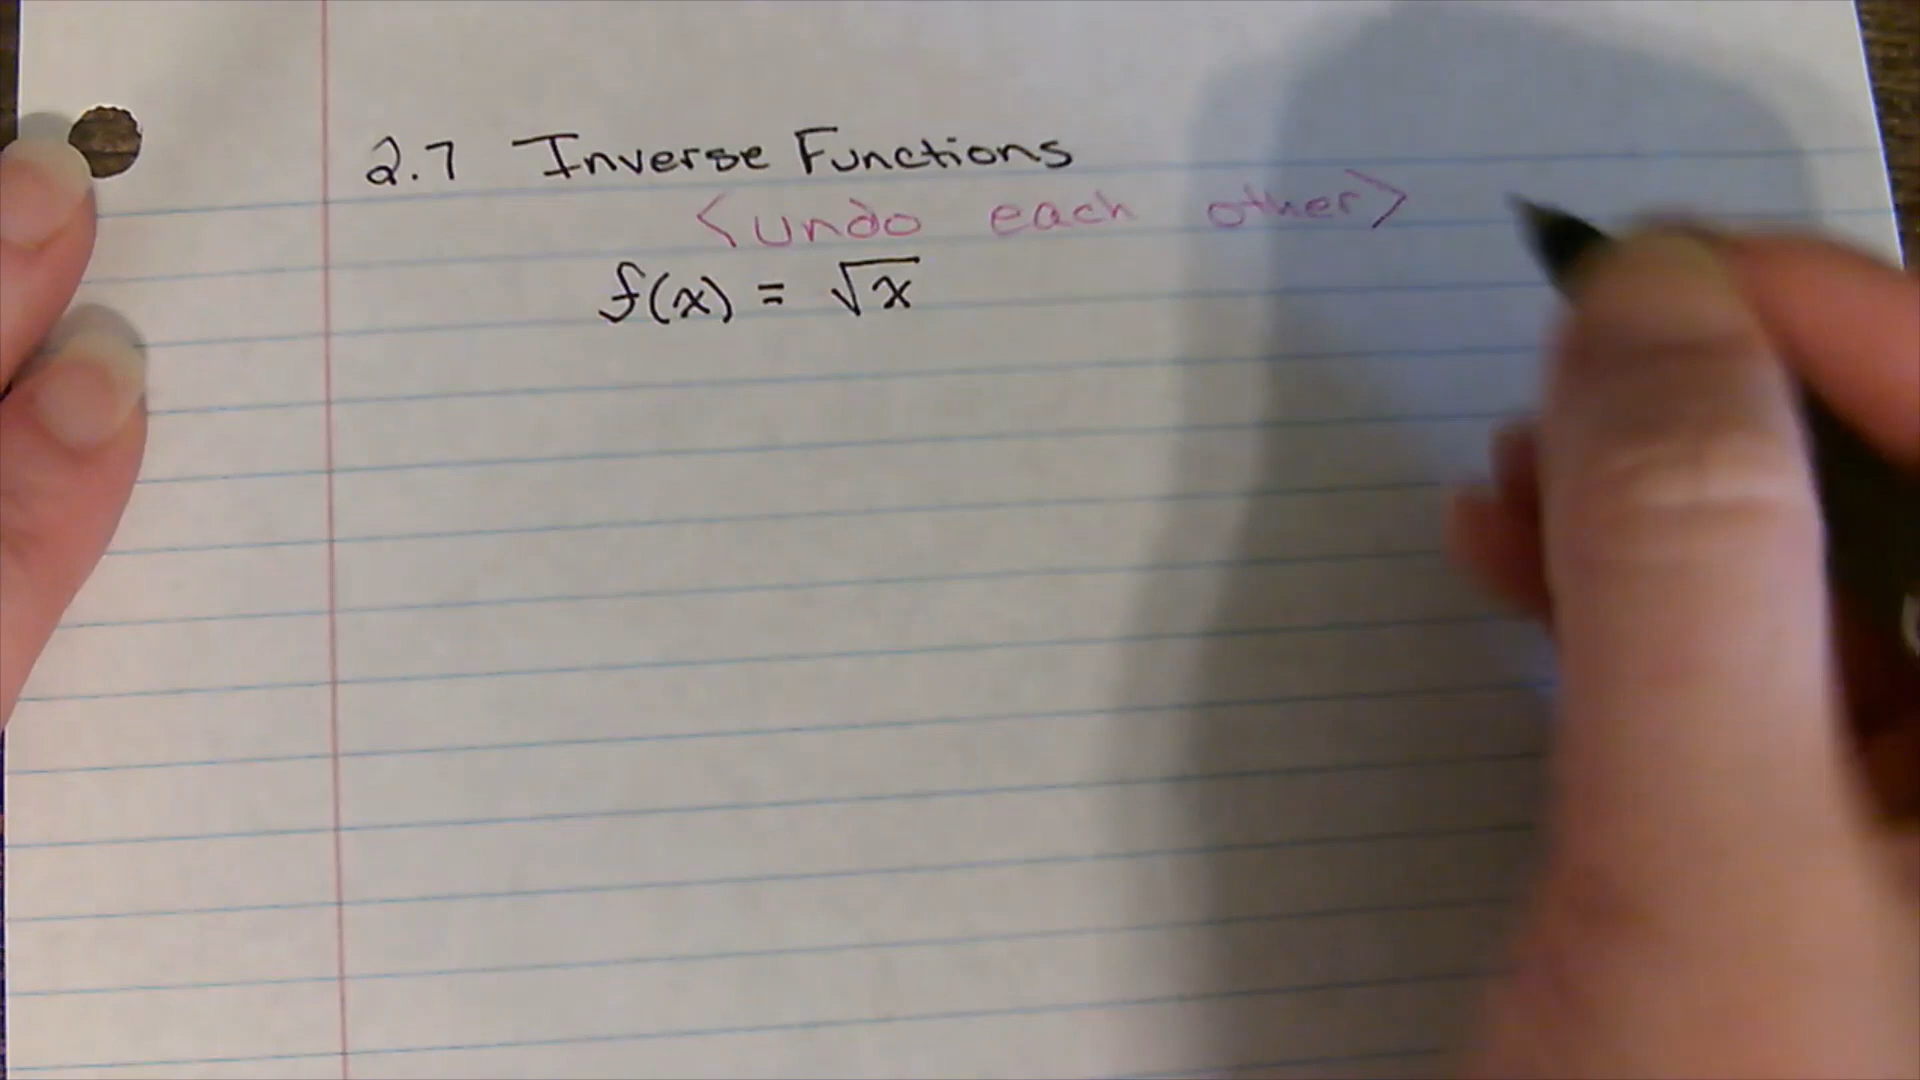 2.7 Inverse Functions
<undo each other>
f(x) = √x